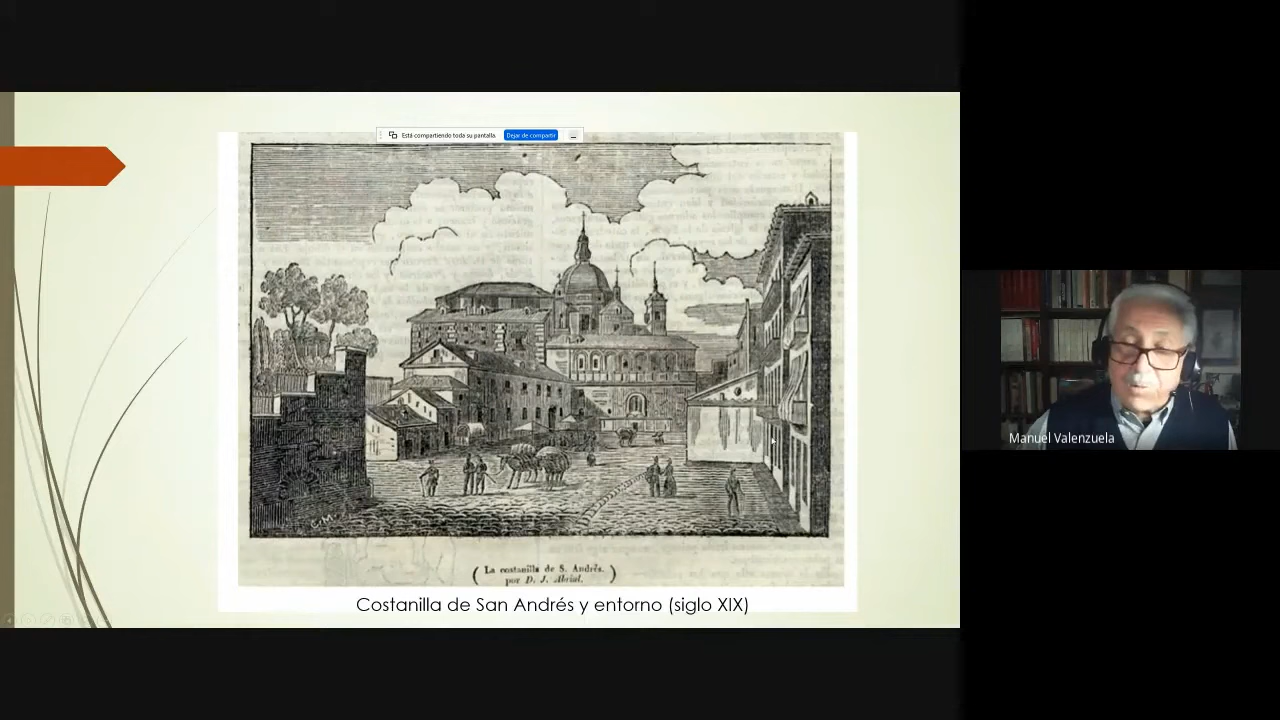 Está compartiendo toda su pantalla.
Dejar de compartir
La costanilla de S. Andrés.
por D. J. Abrial.
Costanilla de San Andrés y entorno (siglo XIX)
Manuel Valenzuela